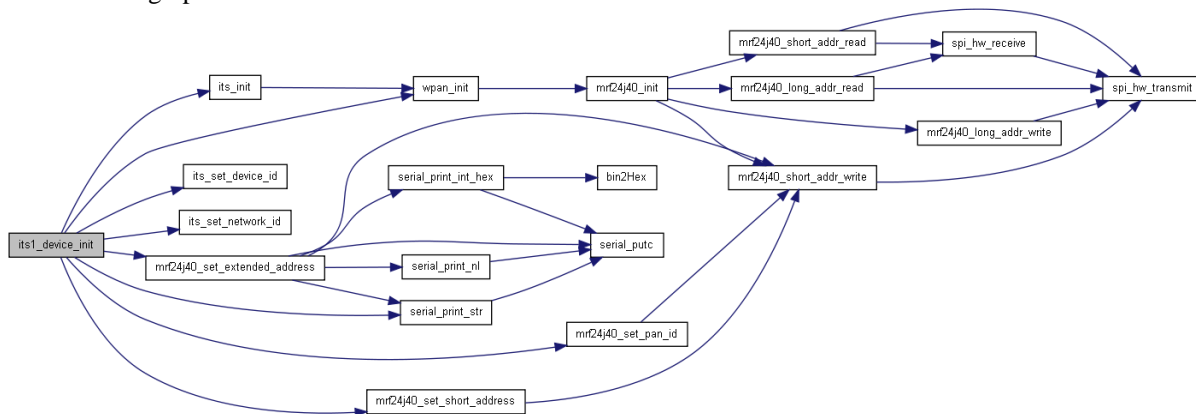 mrf24j40_short_addr_read
spi_hw_receive
its_init
wpan_init
mrf24j40_init
mrf24j40_long_addr_read
spi_hw_transmit
mrf24j40_long_addr_write
its_set_device_id
serial_print_int_hex
bin2Hex
mrf24j40_short_addr_write
its_set_network_id
its1_device_init
serial_putc
mrf24j40_set_extended_address
serial_print_nl
serial_print_str
mrf24j40_set_pan_id
mrf24j40_set_short_address